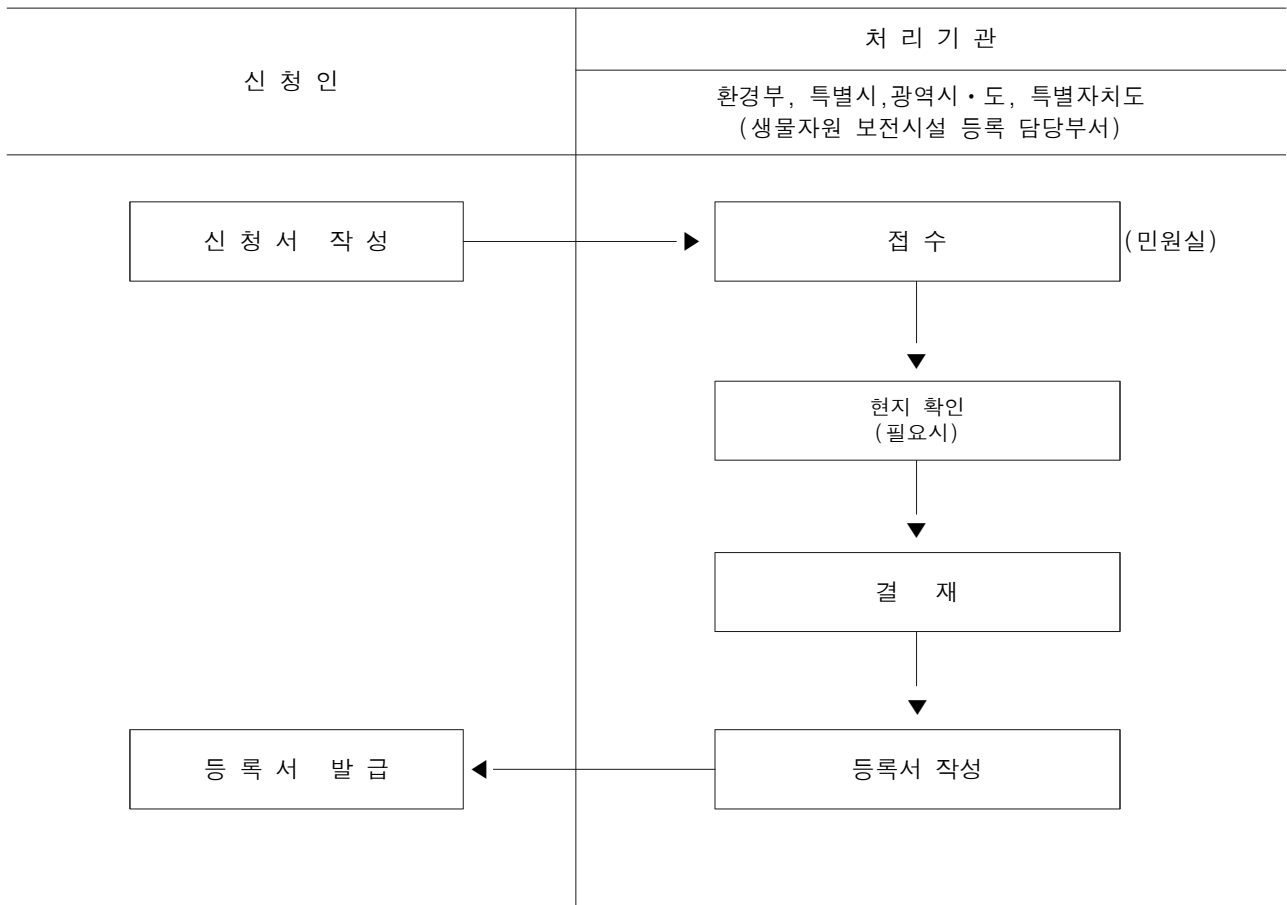 신 청 인
처 리 기 관
환경부, 특별시,광역시・도, 특별자치도
(생물자원 보전시설 등록 담당부서)
신 청 서 작 성
접 수
(민원실)
현지 확인
(필요시)
결 재
등 록 서 발 급
등록서 작성